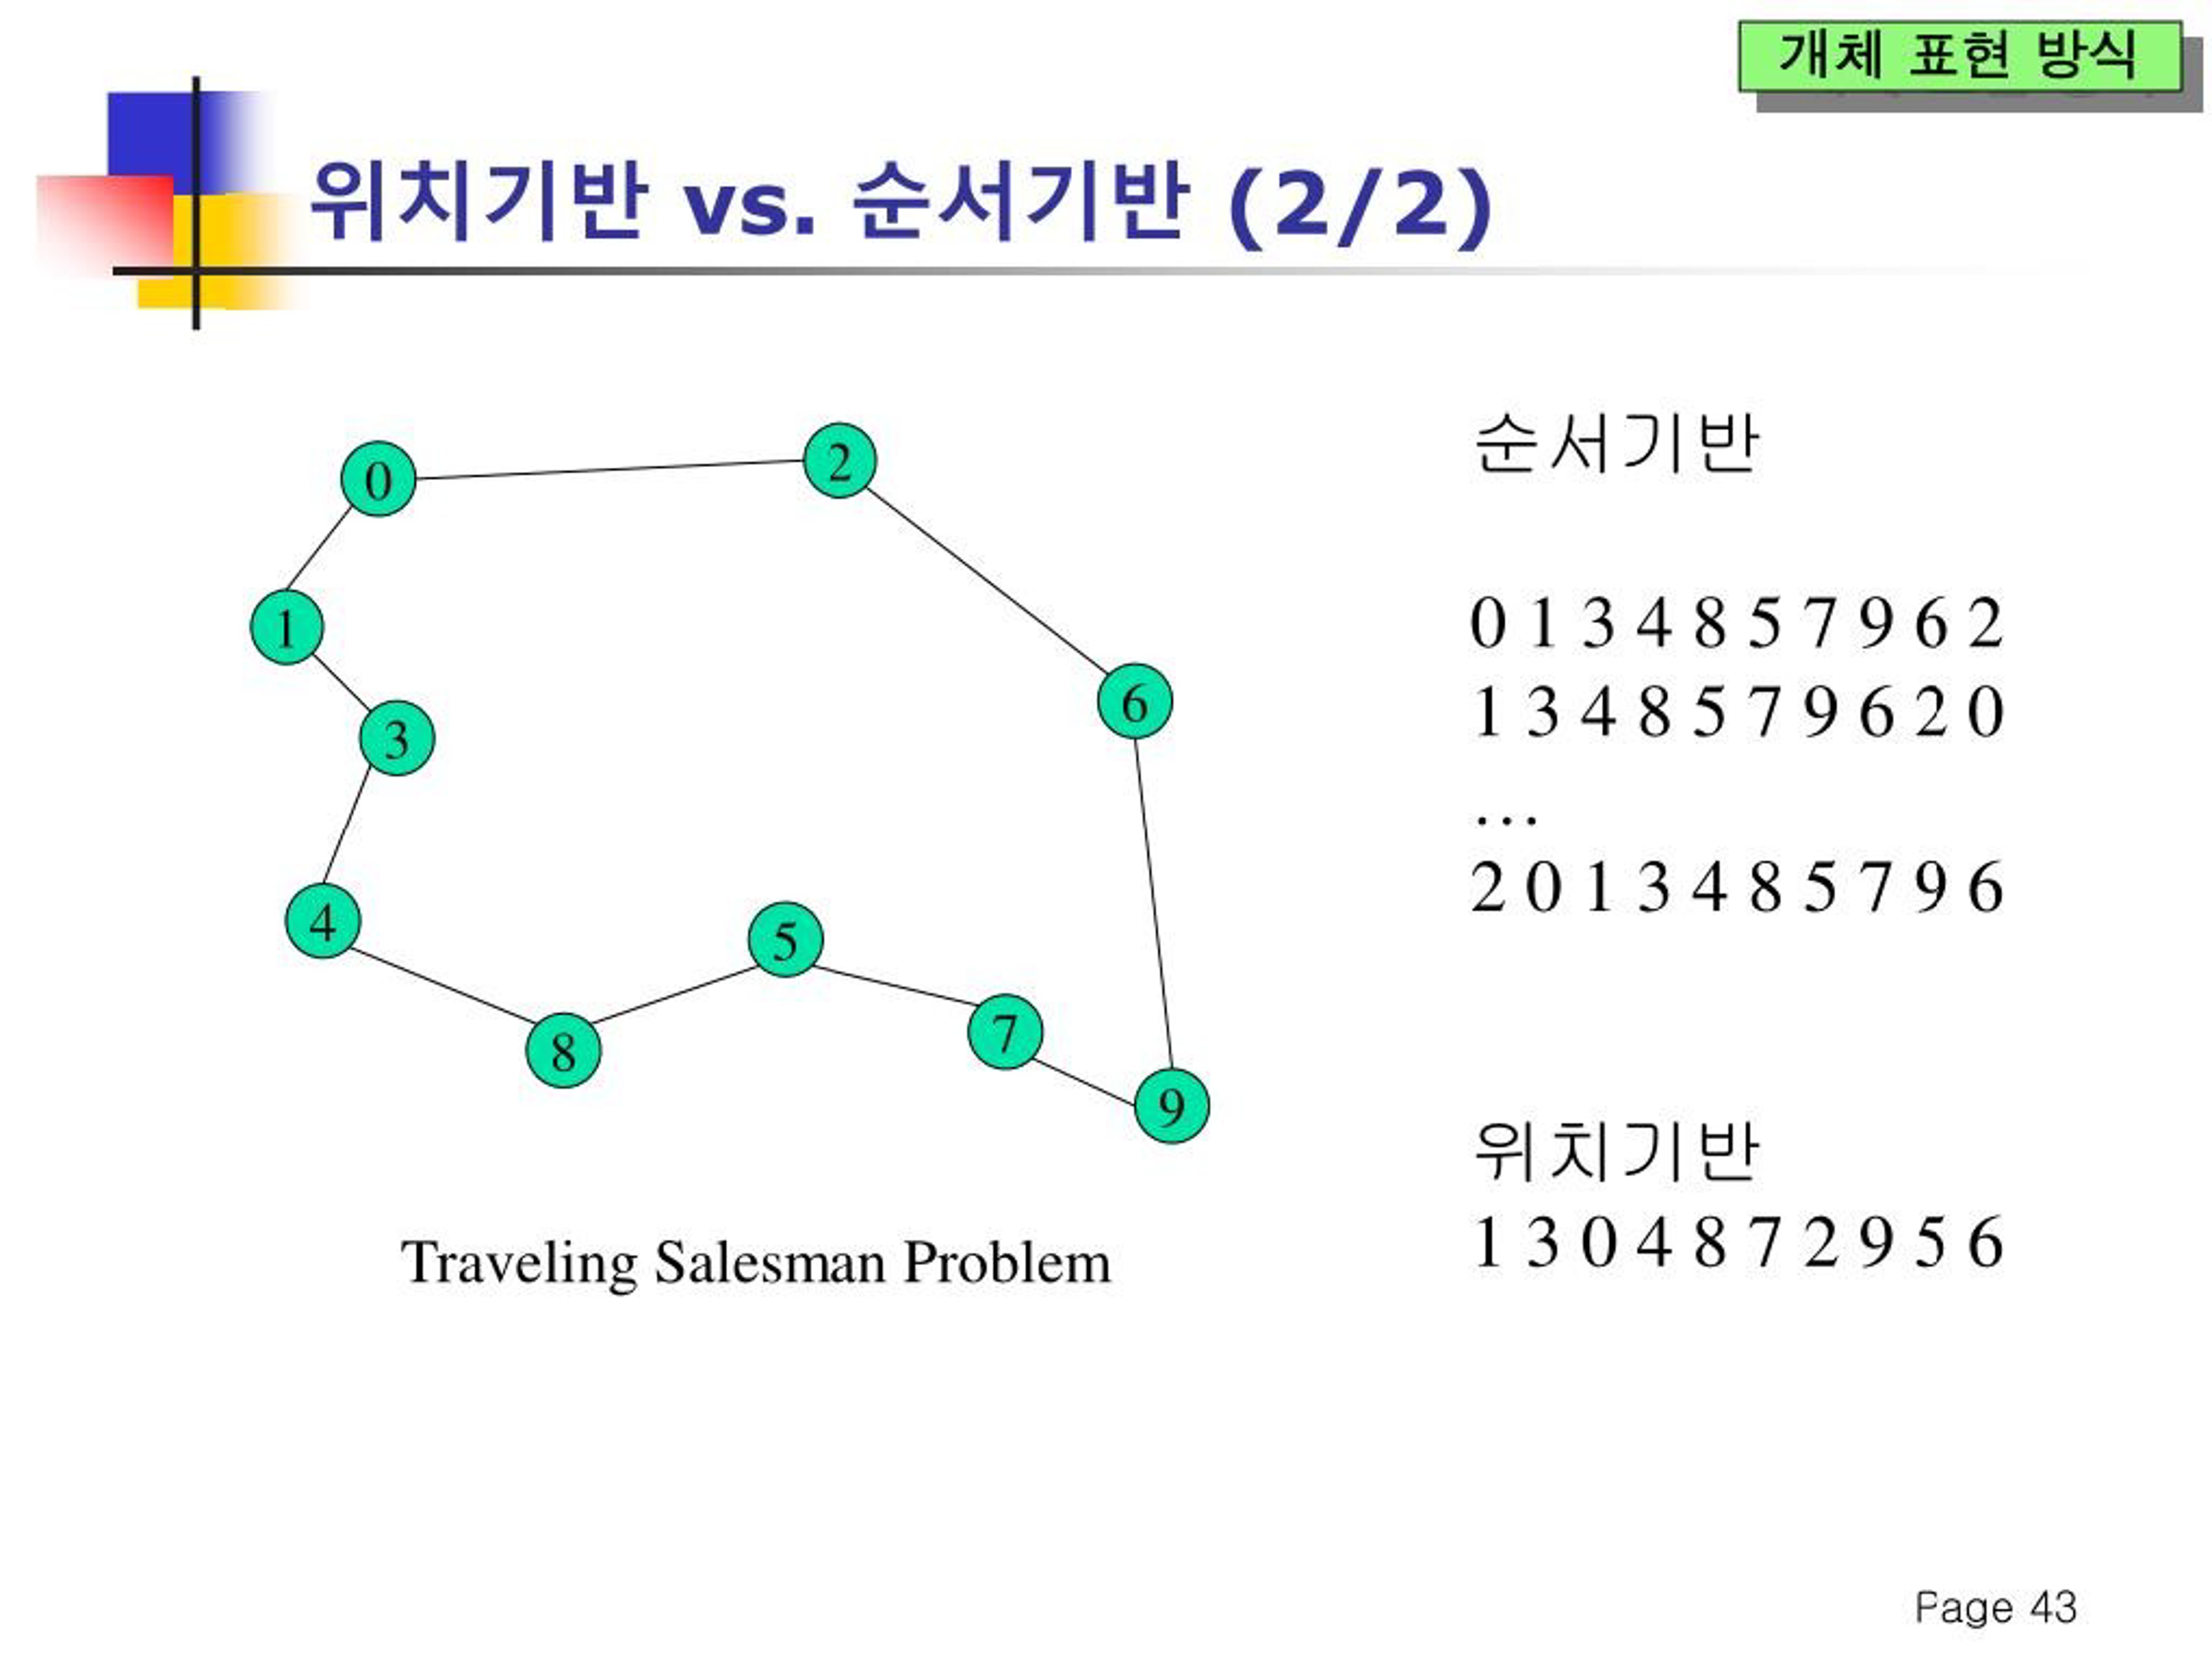 개체 표현 방식
위치기반 vs. 순서기반 (2/2)
0
2
1
6
3
4
5
7
8
9
Traveling Salesman Problem
순서기반
0 1 3 4 8 5 7 9 6 2
1 3 4 8 5 7 9 6 2 0
…
2 0 1 3 4 8 5 7 9 6
위치기반
1 3 0 4 8 7 2 9 5 6
Page 43